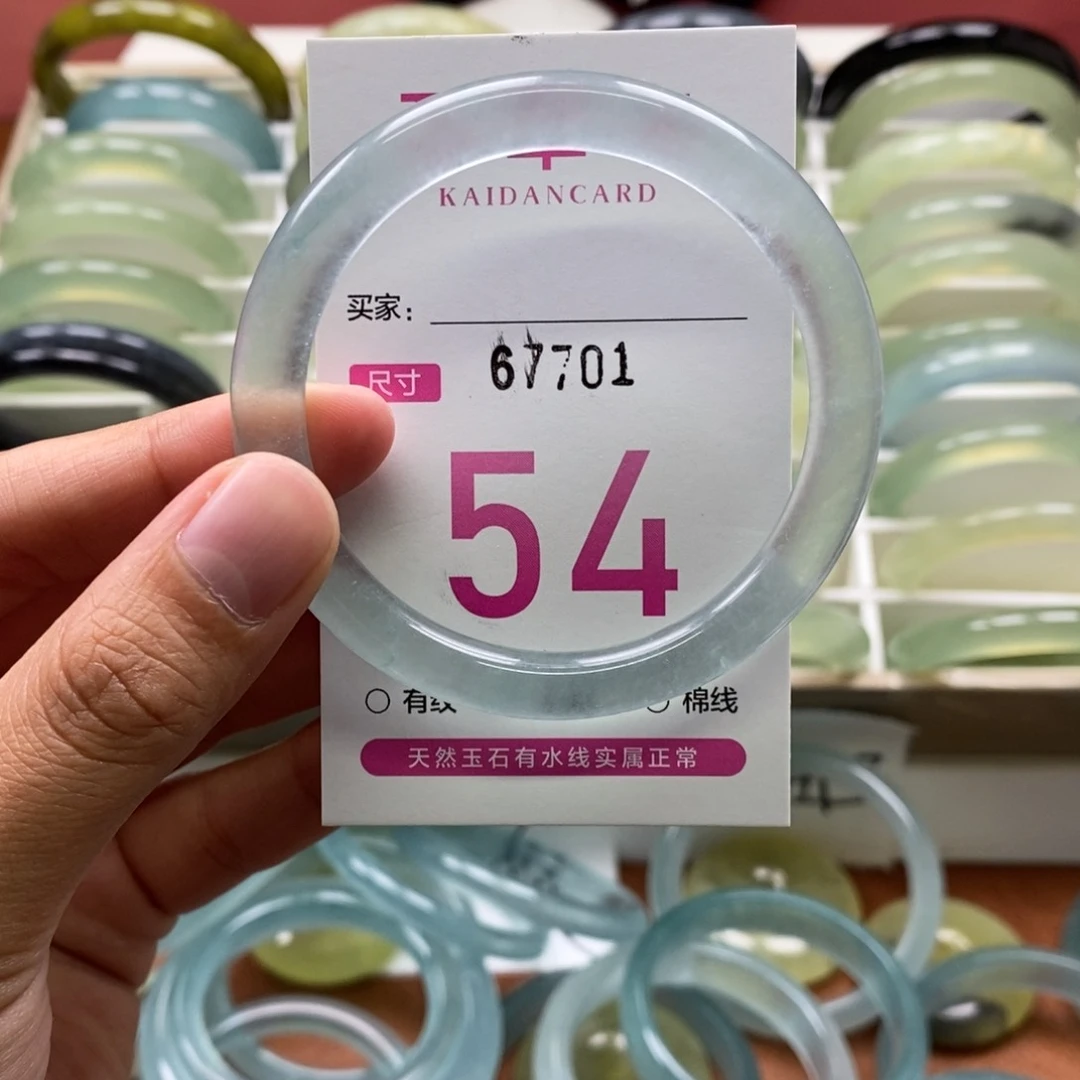 KAIDANCARD
买家：
67701
尺寸
54
○ 有纹 ○ 棉线
天然玉石有水线实属正常